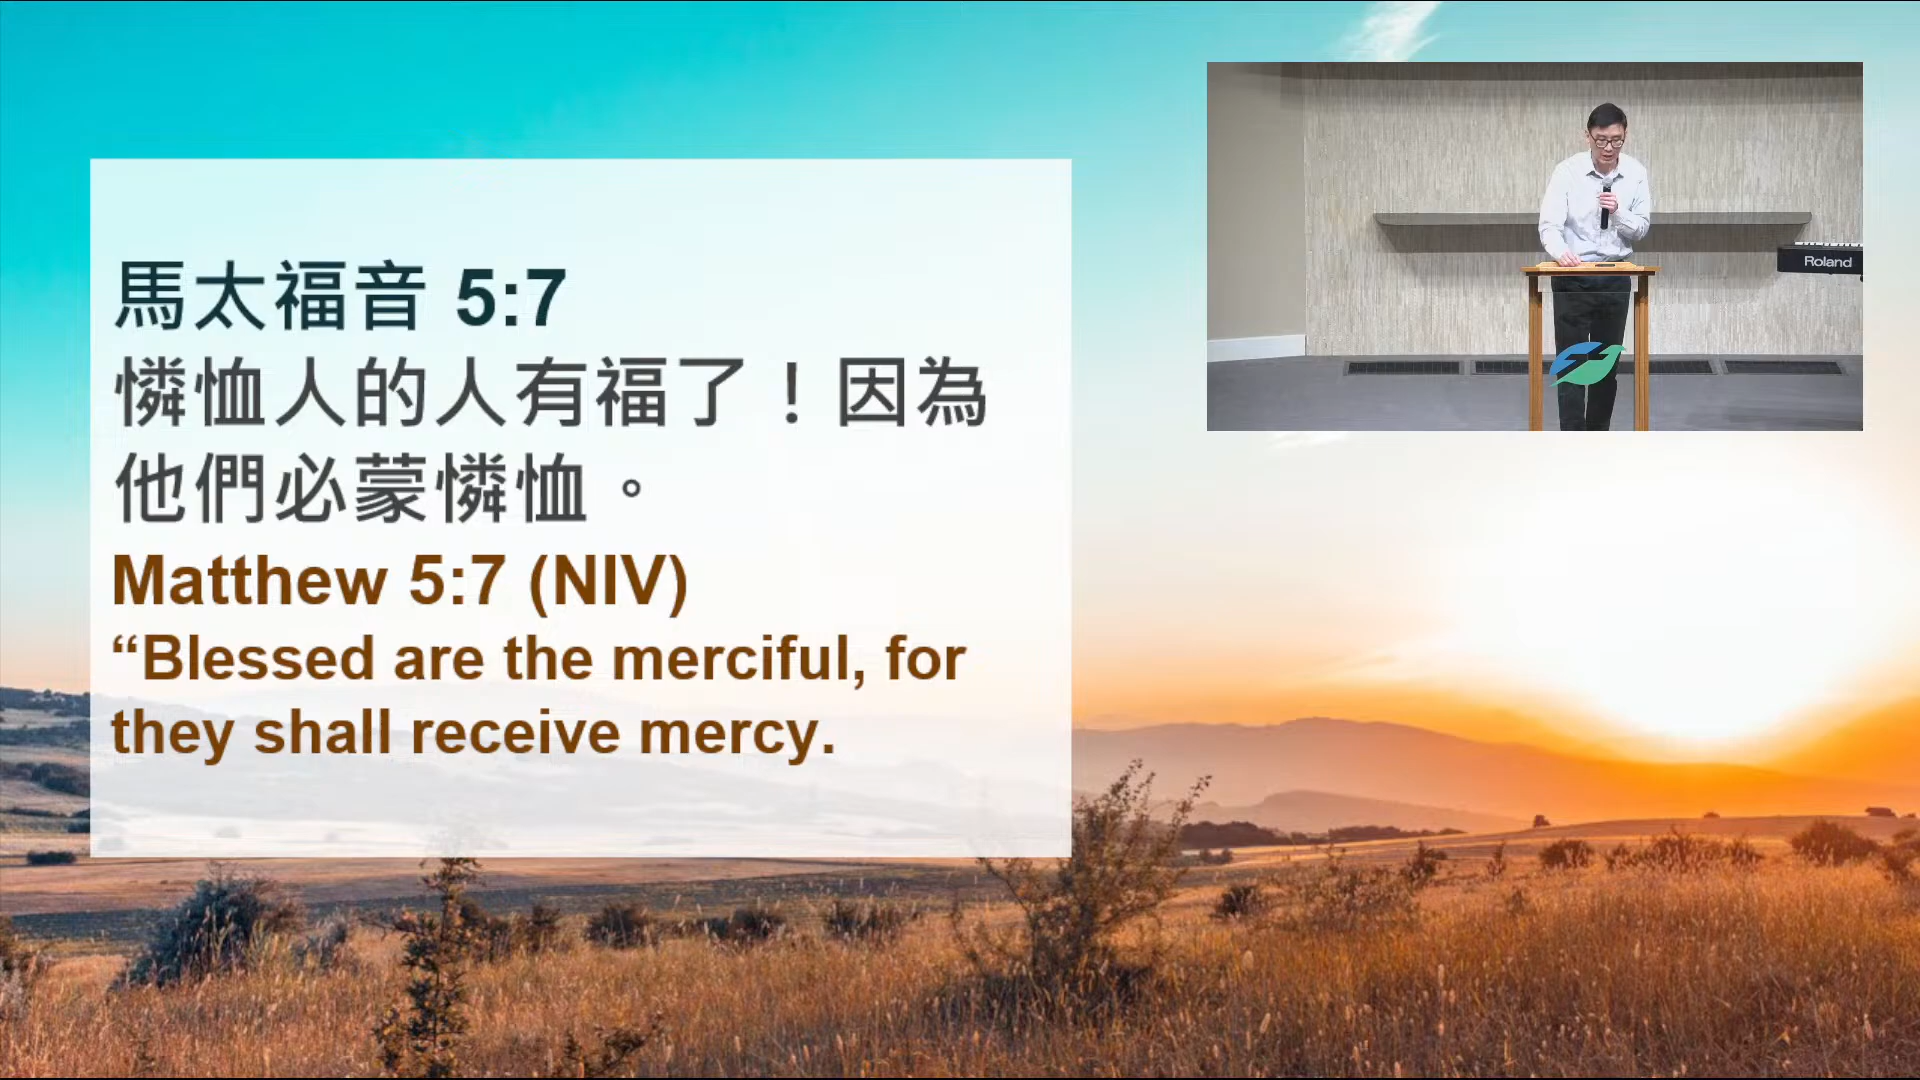 馬太福音 5:7
憐恤人的人有福了！因為
他們必蒙憐恤。
Matthew 5:7 (NIV)
“Blessed are the merciful, for
they shall receive mercy.
Roland